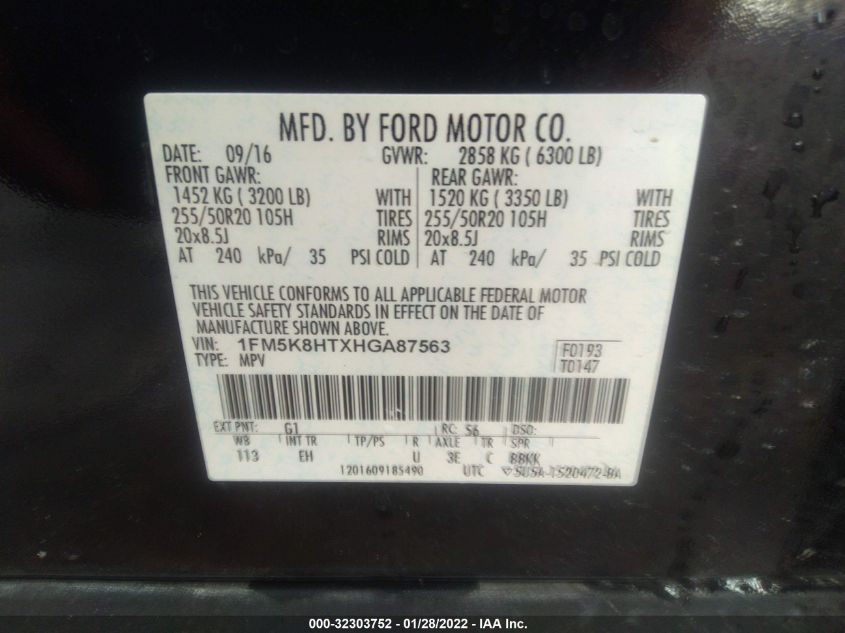 MFD. BY FORD MOTOR CO.
DATE: 09/16 GVWR: 2858 KG ( 6300 LB)
FRONT GAWR: REAR GAWR:
1452 KG ( 3200 LB) WITH 1520 KG ( 3350 LB) WITH
255/50R20 105H TIRES 255/50R20 105H TIRES
20x8.5J RIMS 20x8.5J RIMS
AT 240 kPa/ 35 PSI COLD AT 240 kPa/ 35 PSI COLD
THIS VEHICLE CONFORMS TO ALL APPLICABLE FEDERAL MOTOR
VEHICLE SAFETY STANDARDS IN EFFECT ON THE DATE OF
MANUFACTURE SHOWN ABOVE.
VIN: 1FM5K8HTXHGA87563 F0193
TYPE: MPV T0147
EXT PNT: G1 RC: 56 DSO:
WB INT TR TP/PS R AXLE TR SPR
113 EH U 3E C BBKK
1201609185490 UTC 5U5A-1520472-BA
000-32303752 - 01/28/2022 - IAA Inc.